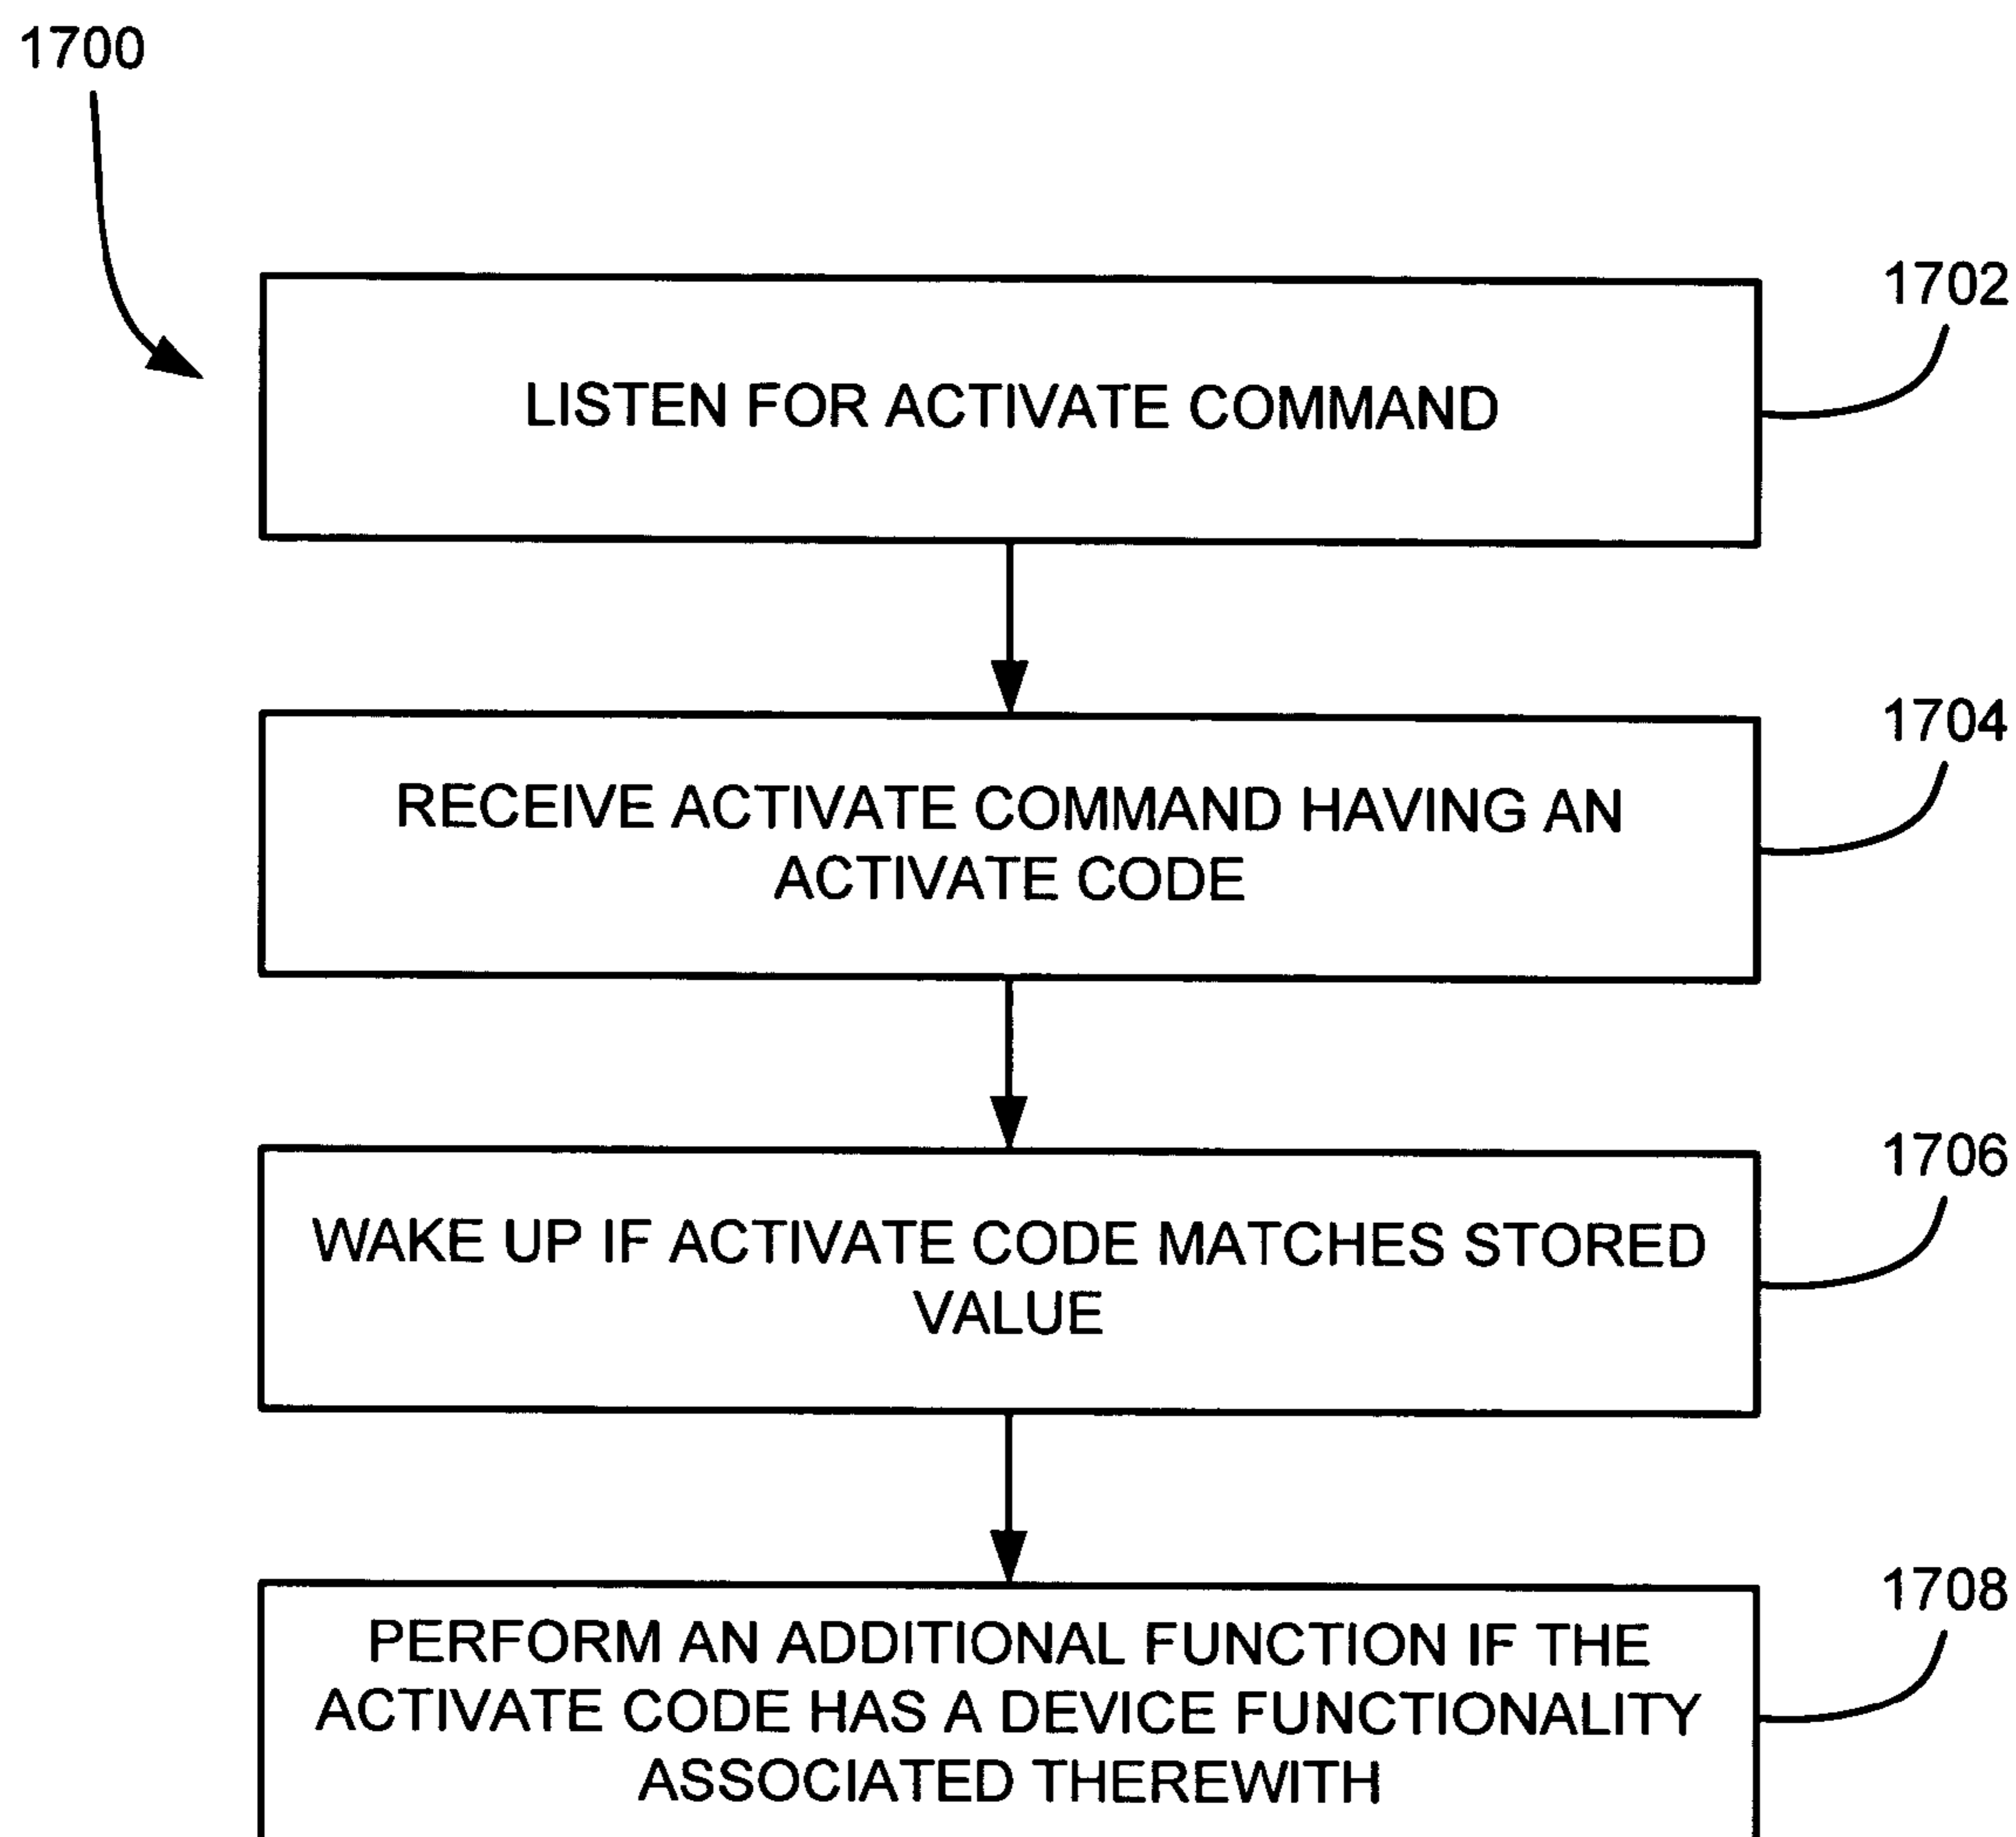 1700
1702
LISTEN FOR ACTIVATE COMMAND
1704
RECEIVE ACTIVATE COMMAND HAVING AN
ACTIVATE CODE
1706
WAKE UP IF ACTIVATE CODE MATCHES STORED
VALUE
1708
PERFORM AN ADDITIONAL FUNCTION IF THE
ACTIVATE CODE HAS A DEVICE FUNCTIONALITY
ASSOCIATED THEREWITH